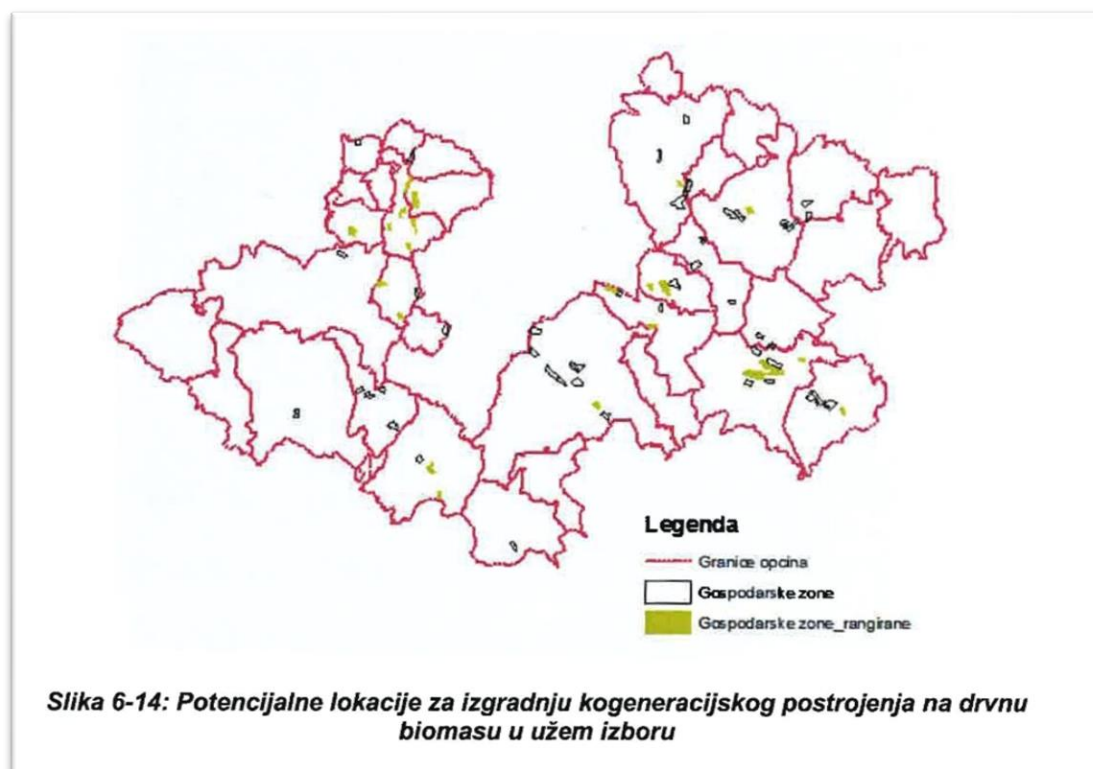 Legenda
Granice opcina
Gospodarske zone
Gospodarske zone_rangirane
Slika 6-14: Potencijalne lokacije za izgradnju kogeneracijskog postrojenja na drvnu
biomasu u užem izboru